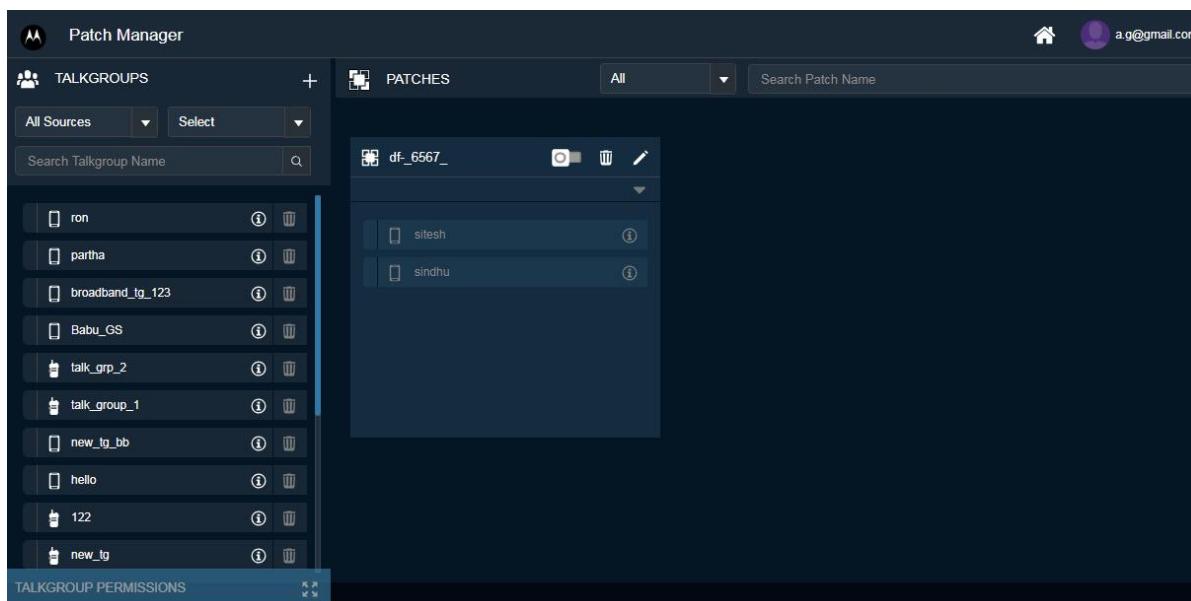 Patch Manager
a.g@gmail.con
TALKGROUPS
PATCHES
All
Search Patch Name
All Sources
Select
Search Talkgroup Name
ron
partha
broadband_tg_123
Babu_GS
talk_grp_2
talk_group_1
new_tg_bb
hello
122
new_tg
TALKGROUP PERMISSIONS
df-_6567_
sitesh
sindhu